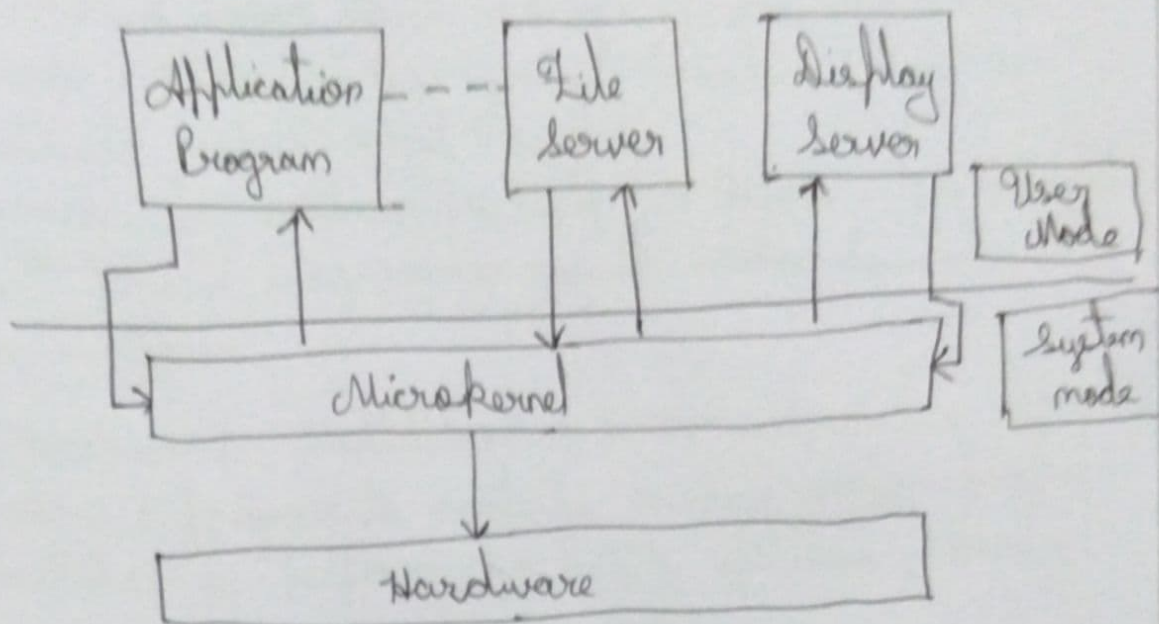 Application
Program
File
Server
Display
Server
User
Mode
System
mode
Microkernel
Hardware